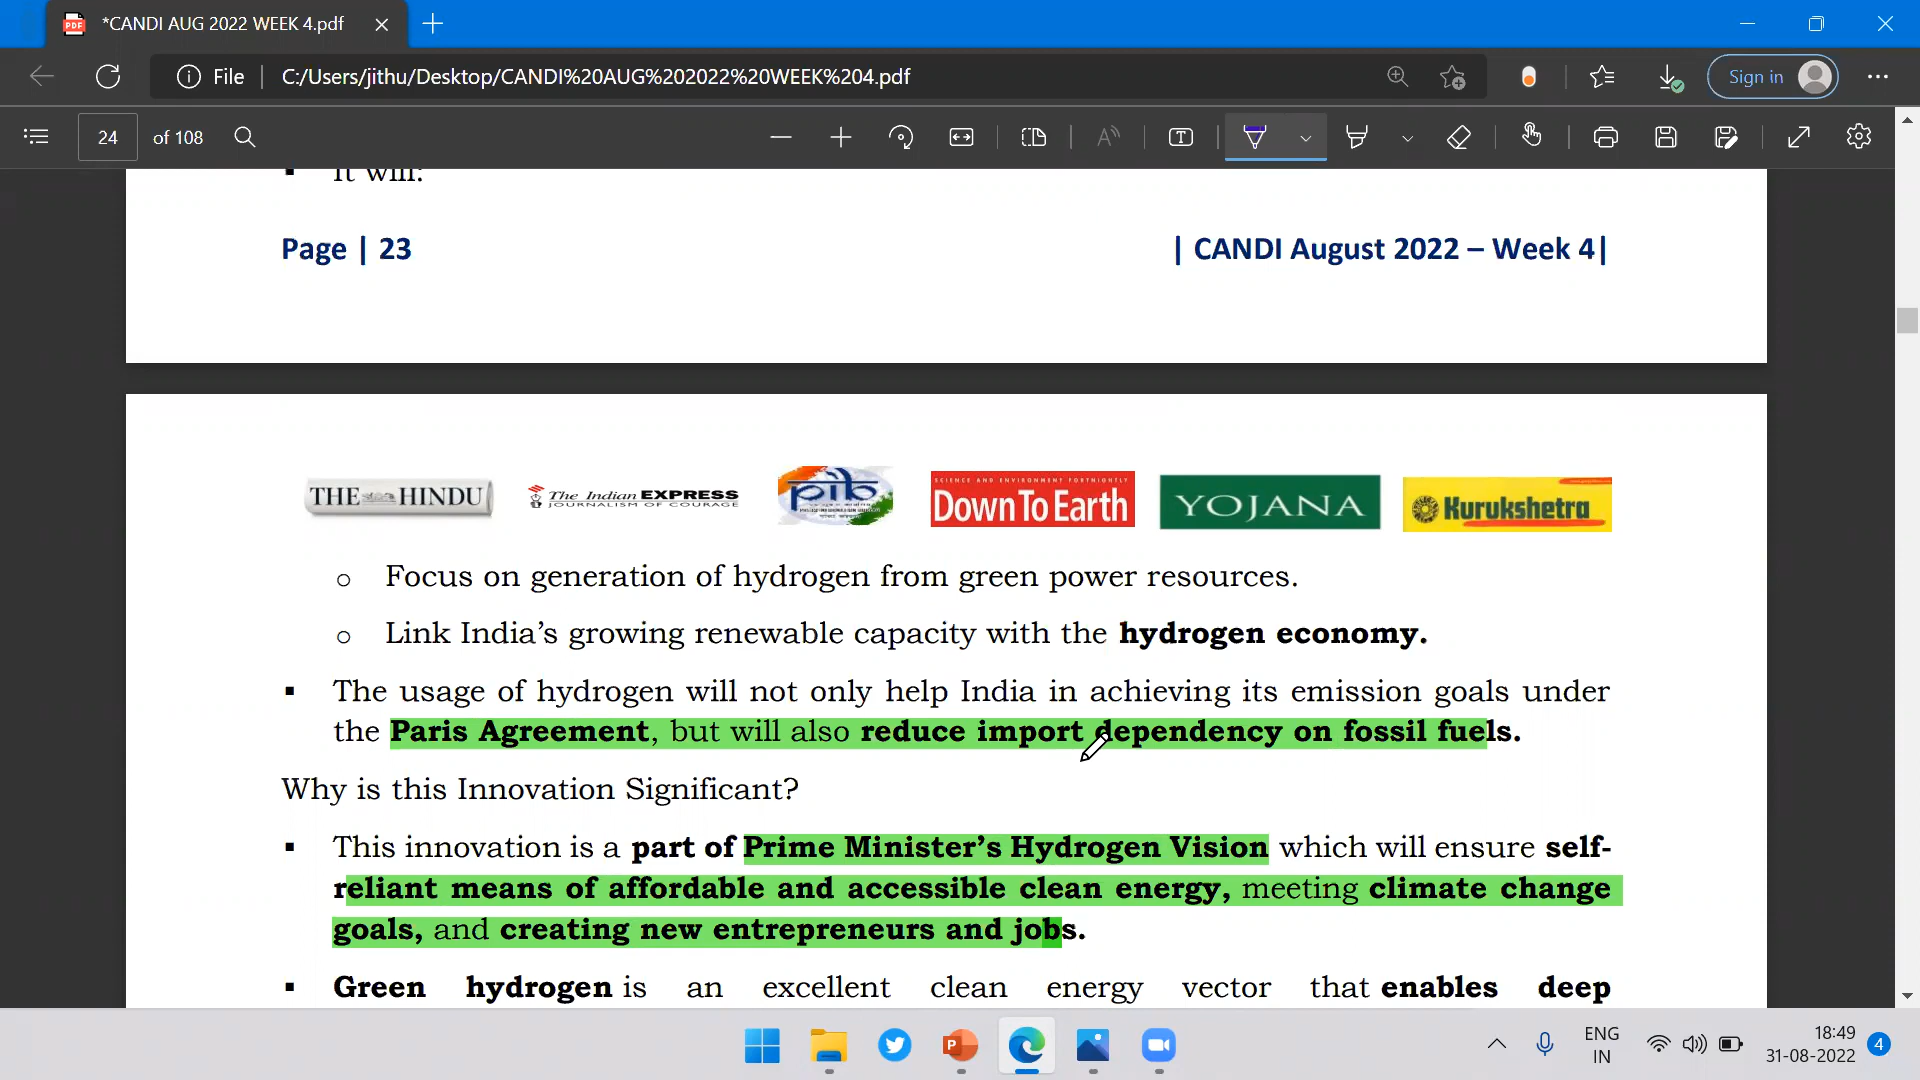 *CANDI AUG 2022 WEEK 4.pdf
File
C:/Users/jithu/Desktop/CANDI%20AUG%202022%20WEEK%204.pdf
Sign in
24 of 108
▪ It will:
Page | 23 | CANDI August 2022 – Week 4|
THE HINDU
The Indian EXPRESS
JOURNALISM OF COURAGE
pib
SCIENCE AND ENVIRONMENT FORTNIGHTLY
Down To Earth
YOJANA
Kurukshetra
o Focus on generation of hydrogen from green power resources.
o Link India's growing renewable capacity with the hydrogen economy.
▪ The usage of hydrogen will not only help India in achieving its emission goals under
the Paris Agreement, but will also reduce import dependency on fossil fuels.
Why is this Innovation Significant?
▪ This innovation is a part of Prime Minister's Hydrogen Vision which will ensure self-
reliant means of affordable and accessible clean energy, meeting climate change
goals, and creating new entrepreneurs and jobs.
▪ Green hydrogen is an excellent clean energy vector that enables deep
ENG
IN
18:49
31-08-2022
4